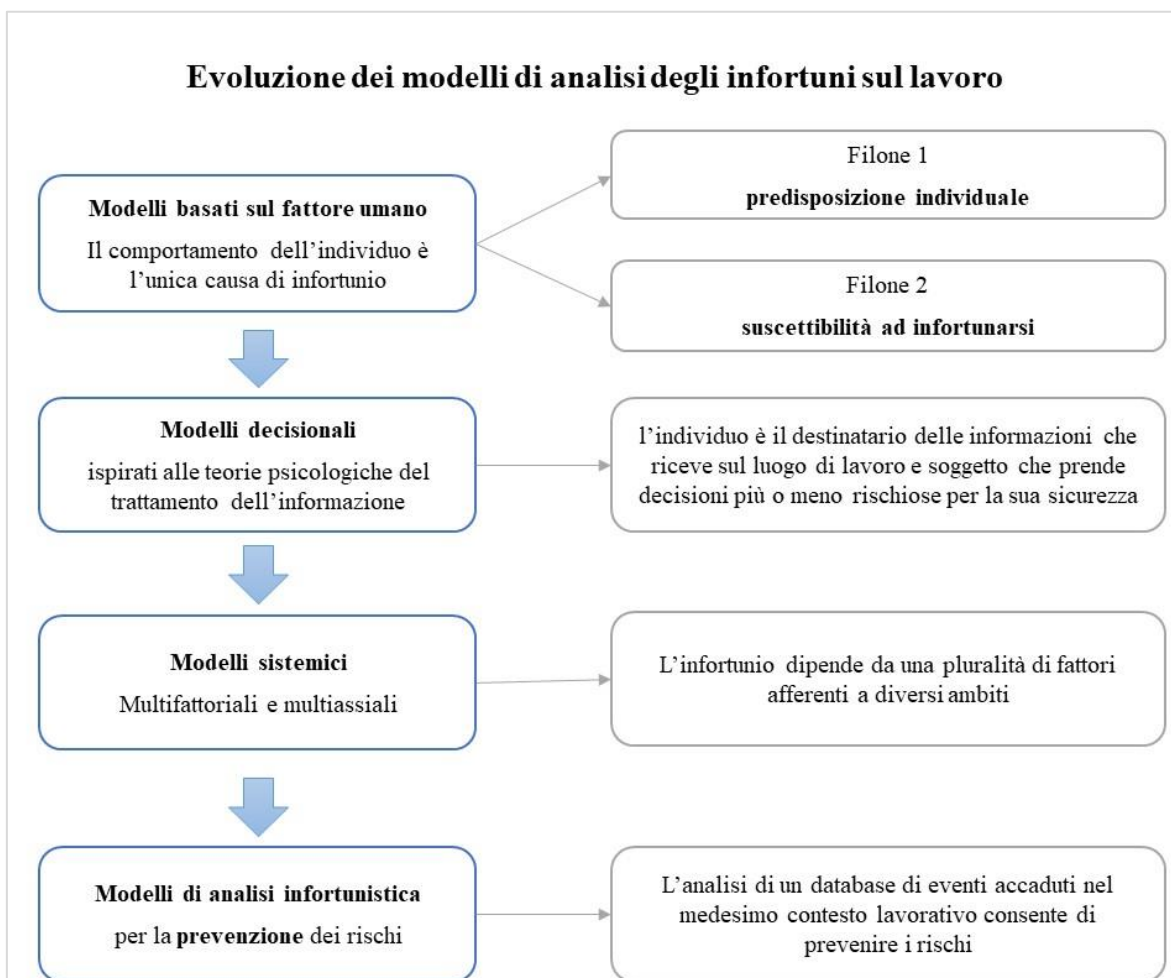 Evoluzione dei modelli di analisi degli infortuni sul lavoro
Modelli basati sul fattore umano
Il comportamento dell’individuo è
l’unica causa di infortunio
Filone 1
predisposizione individuale
Filone 2
suscettibilità ad infortunarsi
Modelli decisionali
ispirati alle teorie psicologiche del
trattamento dell’informazione
l’individuo è il destinatario delle informazioni che
riceve sul luogo di lavoro e soggetto che prende
decisioni più o meno rischiose per la sua sicurezza
Modelli sistemici
Multifattoriali e multiassiali
L’infortunio dipende da una pluralità di fattori
afferenti a diversi ambiti
Modelli di analisi infortunistica
per la prevenzione dei rischi
L’analisi di un database di eventi accaduti nel
medesimo contesto lavorativo consente di
prevenire i rischi